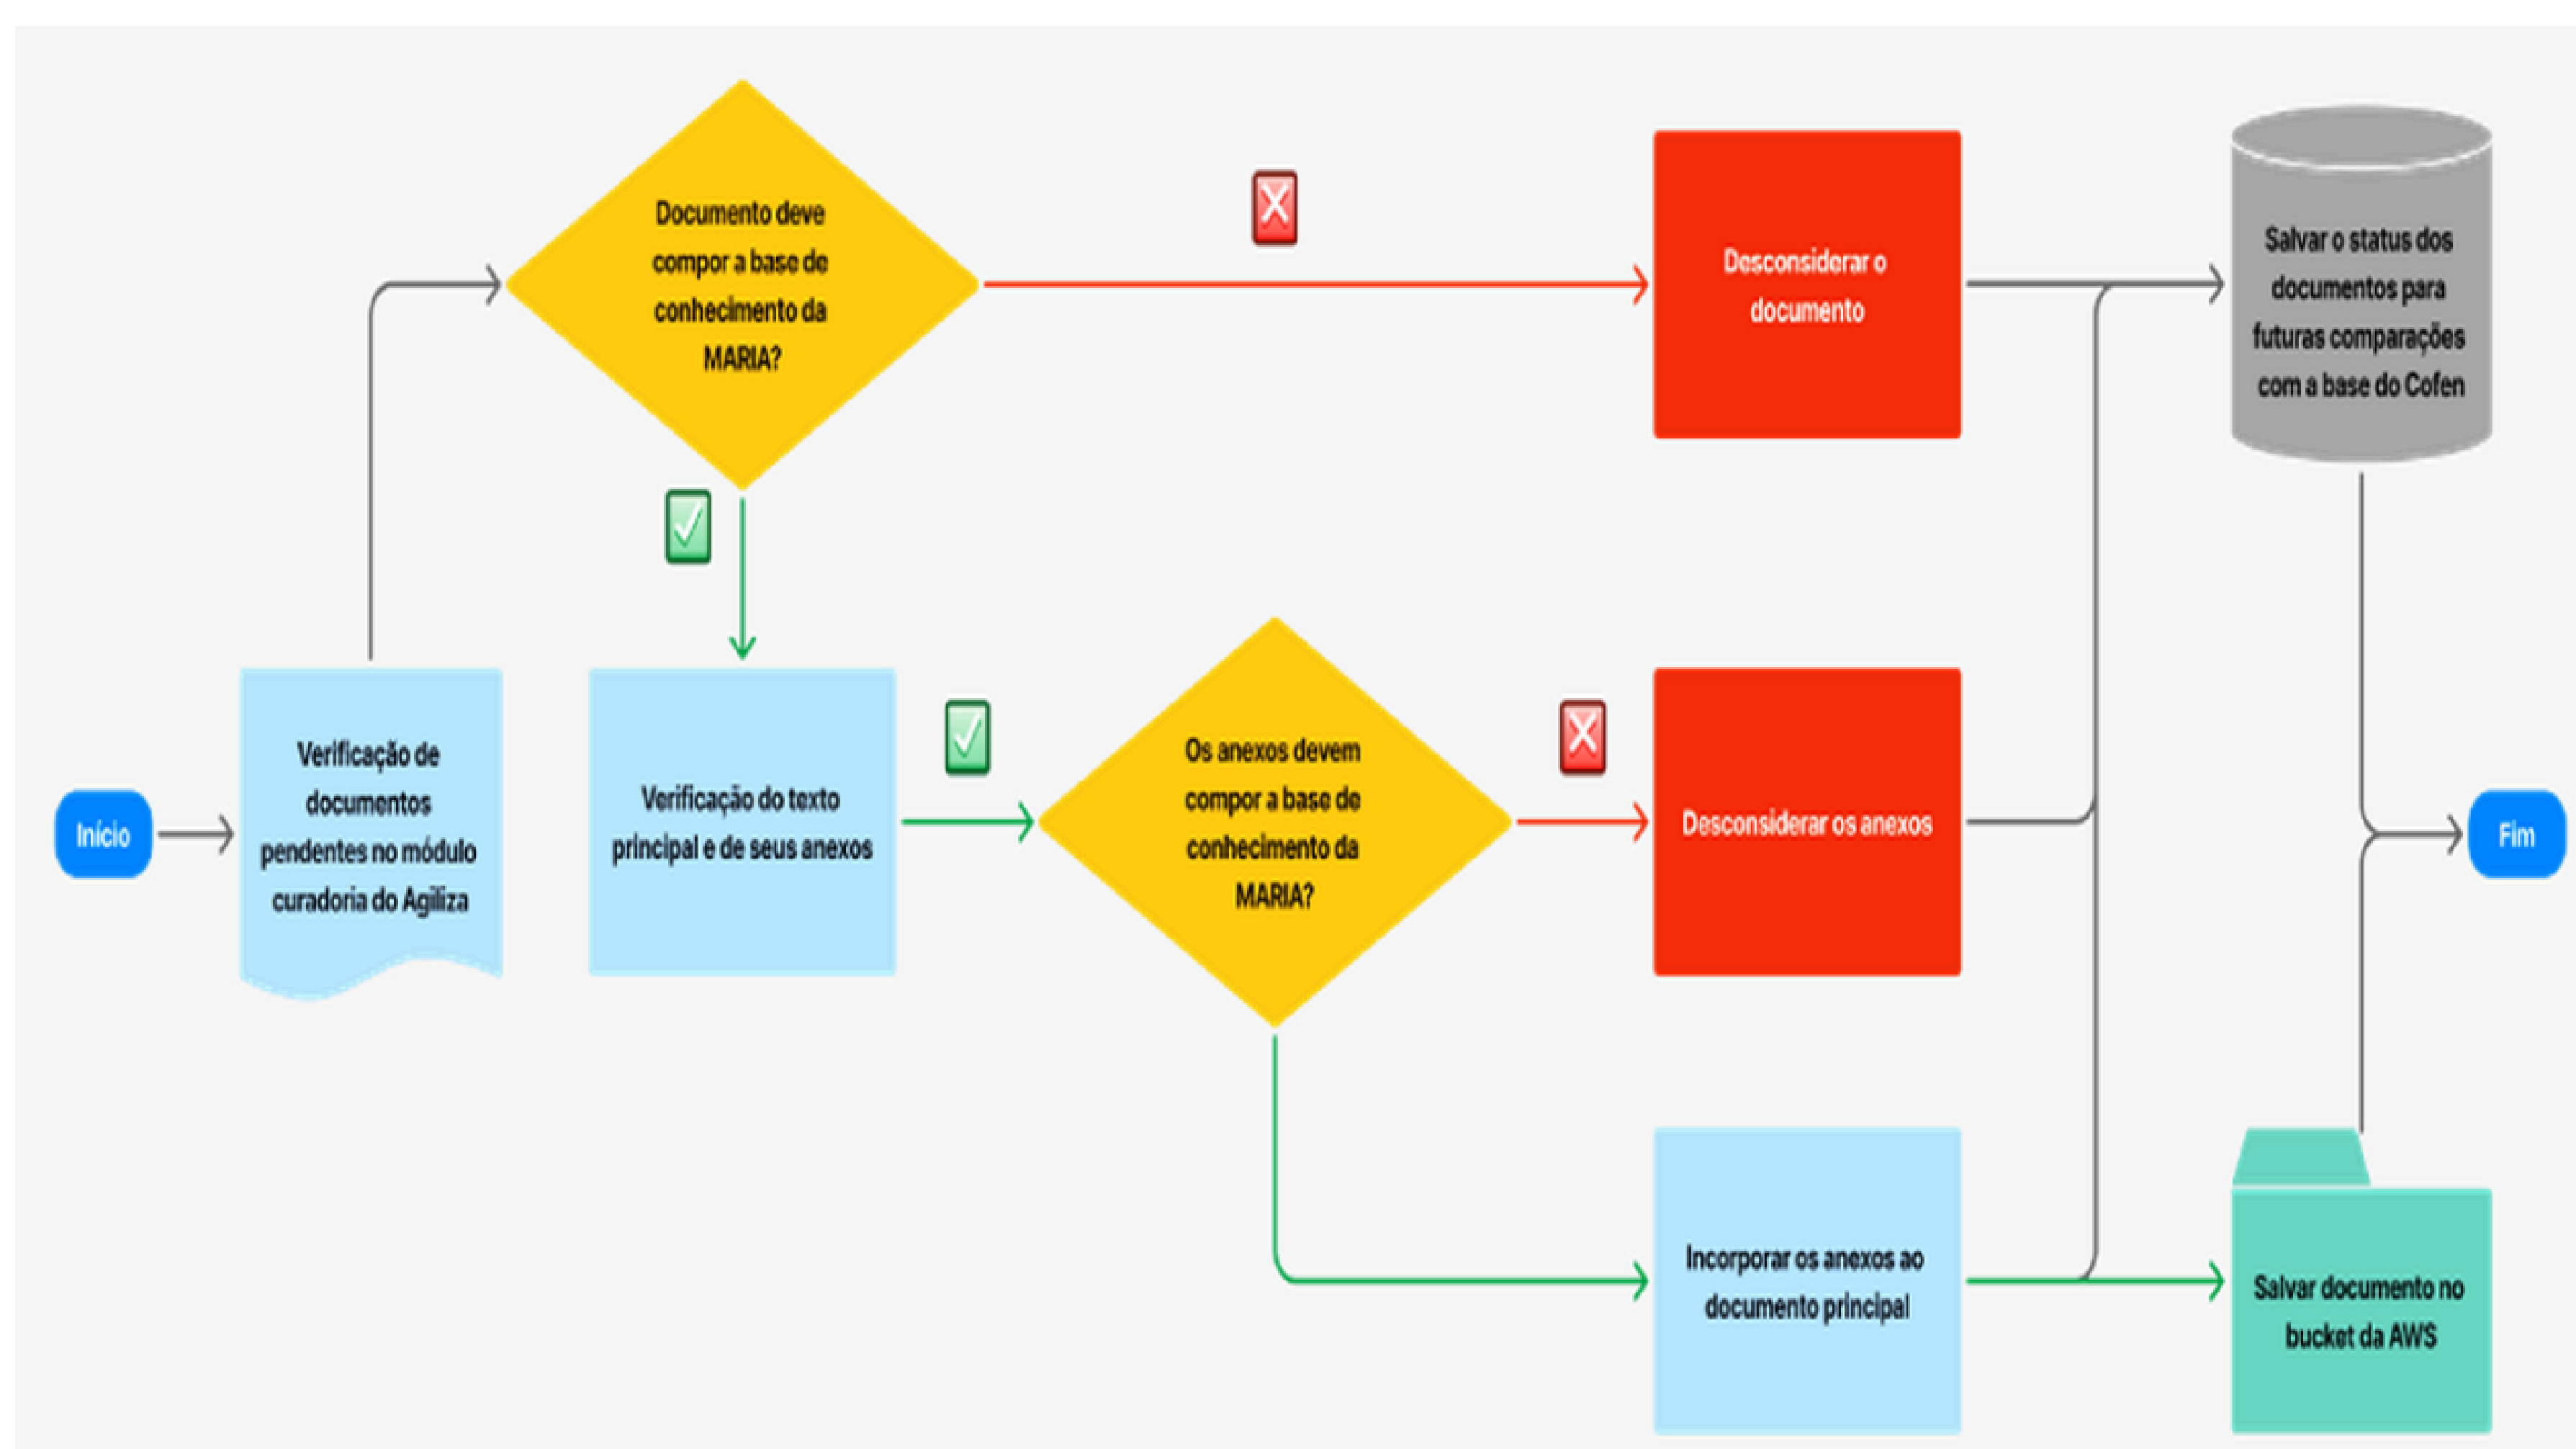 Documento deve
compor a base de
conhecimento da
MARIA?
Desconsiderar o
documento
Salvar o status dos
documentos para
futuras comparações
com a base do Cofen
Início
Verificação de
documentos
pendentes no módulo
curadoria do Agiliza
Verificação do texto
principal e de seus anexos
Os anexos devem
compor a base de
conhecimento da
MARIA?
Desconsiderar os anexos
Fim
Incorporar os anexos ao
documento principal
Salvar documento no
bucket da AWS